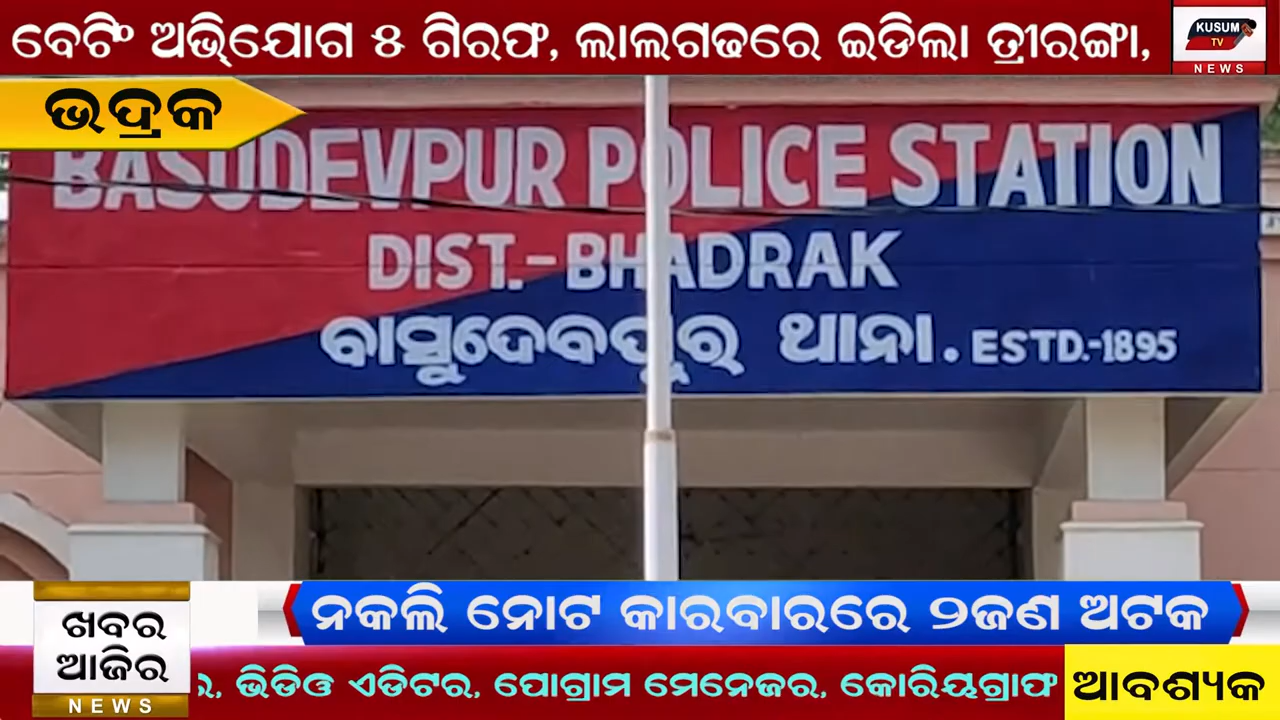 ବେଟିଂ ଅଭିଯୋଗ ୫ ଗିରଫ, ଲାଲଗଡରେ ଇଡିଲା ତ୍ରୀରଙ୍ଗା,
KUSUM
TV
NEWS
ଭଦ୍ରକ
BASUDEVPUR POLICE STATION
DIST.-BHADRAK
ବାସୁଦେବପୁର୍ ଥାନା. ESTD.-1895
ନକଲି ନୋଟ କାରବାରରେ ୨ଜଣ ଅଟକ
ଖବର
ଆଜିର
NEWS
ଭିଡିଓ ଏଡିଟର, ପୋଗ୍ରାମ ମେନେଜର, କୋରିୟଗ୍ରାଫ
ଆବଶ୍ୟକ